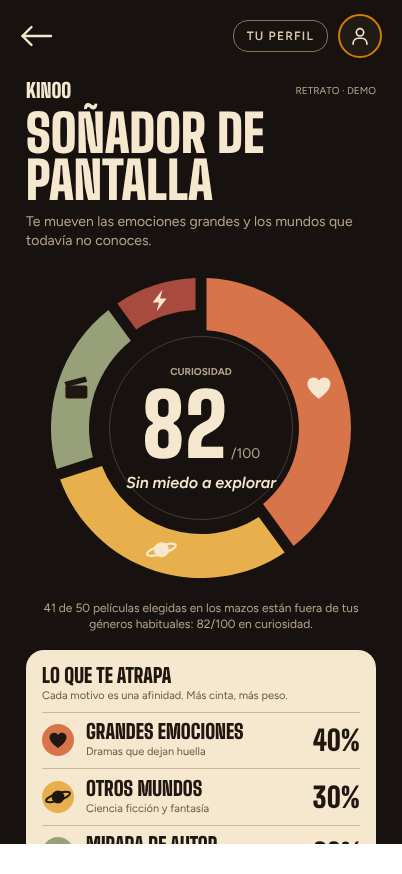 TU PERFIL
KINOO
RETRATO · DEMO
SOÑADOR DE
PANTALLA
Te mueven las emociones grandes y los mundos que
todavía no conoces.
CURIOSIDAD
82 /100
Sin miedo a explorar
41 de 50 películas elegidas en los mazos están fuera de tus
géneros habituales: 82/100 en curiosidad.
LO QUE TE ATRAPA
Cada motivo es una afinidad. Más cinta, más peso.
GRANDES EMOCIONES
Dramas que dejan huella
40%
OTROS MUNDOS
Ciencia ficción y fantasía
30%
MIRADA DE AUTOR